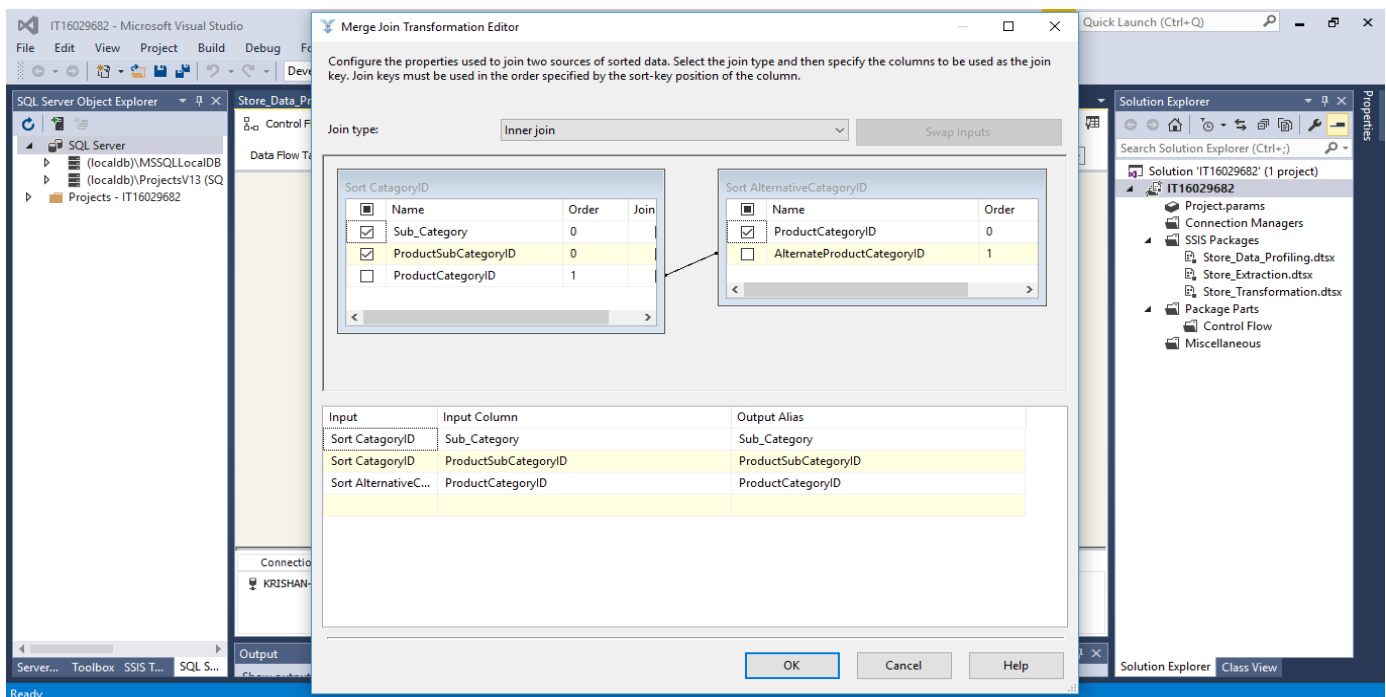 IT16029682 - Microsoft Visual Studio
Quick Launch (Ctrl+Q)
File Edit View Project Build Debug
SQL Server Object Explorer
SQL Server
(localdb)\MSSQLLocalDB
(localdb)\ProjectsV13 (SQ
Projects - IT16029682
Server... Toolbox SSIS T... SQL S...
Ready
Store_Data_Pr
Control F
Data Flow Ta
Connectio
KRISHAN-
Output
Merge Join Transformation Editor
Configure the properties used to join two sources of sorted data. Select the join type and then specify the columns to be used as the join
key. Join keys must be used in the order specified by the sort-key position of the column.
Join type: Inner join Swap Inputs
Sort CatagoryID
Name Order Join
Sub_Category 0
ProductSubCategoryID 0
ProductCategoryID 1
Sort AlternativeCatagoryID
Name Order
ProductCategoryID 0
AlternateProductCategoryID 1
Input Input Column Output Alias
Sort CatagoryID Sub_Category Sub_Category
Sort CatagoryID ProductSubCategoryID ProductSubCategoryID
Sort AlternativeC... ProductCategoryID ProductCategoryID
OK Cancel Help
Solution Explorer
Search Solution Explorer (Ctrl+;)
Solution 'IT16029682' (1 project)
IT16029682
Project.params
Connection Managers
SSIS Packages
Store_Data_Profiling.dtsx
Store_Extraction.dtsx
Store_Transformation.dtsx
Package Parts
Control Flow
Miscellaneous
Solution Explorer Class View
Properties